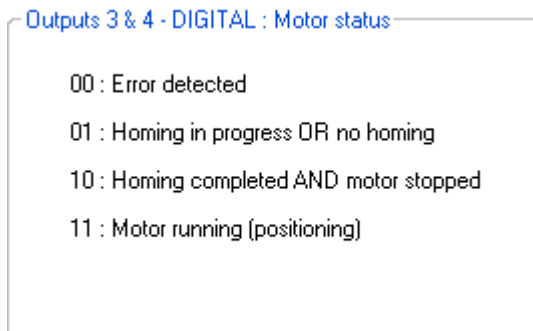 Outputs 3 & 4 - DIGITAL : Motor status
00 : Error detected
01 : Homing in progress OR no homing
10 : Homing completed AND motor stopped
11 : Motor running (positioning)